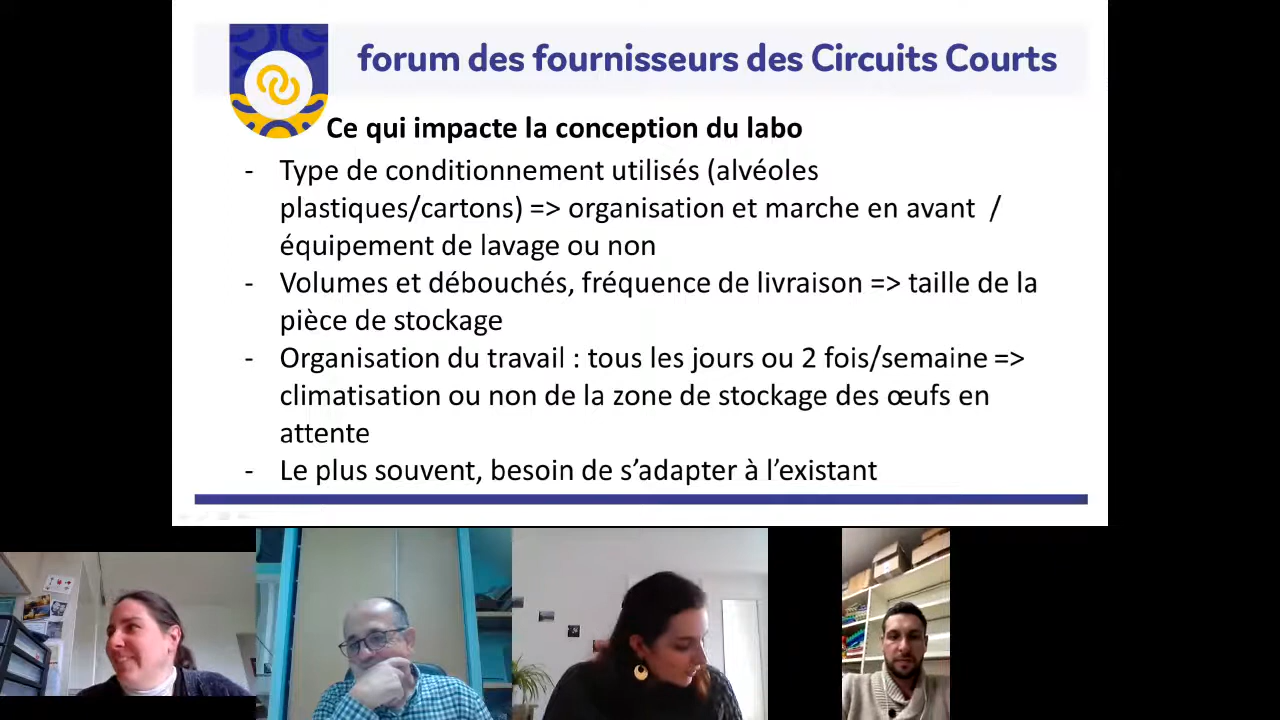 forum des fournisseurs des Circuits Courts
Ce qui impacte la conception du labo
- Type de conditionnement utilisés (alvéoles
plastiques/cartons) => organisation et marche en avant /
équipement de lavage ou non
- Volumes et débouchés, fréquence de livraison => taille de la
pièce de stockage
- Organisation du travail : tous les jours ou 2 fois/semaine =>
climatisation ou non de la zone de stockage des œufs en
attente
- Le plus souvent, besoin de s’adapter à l’existant